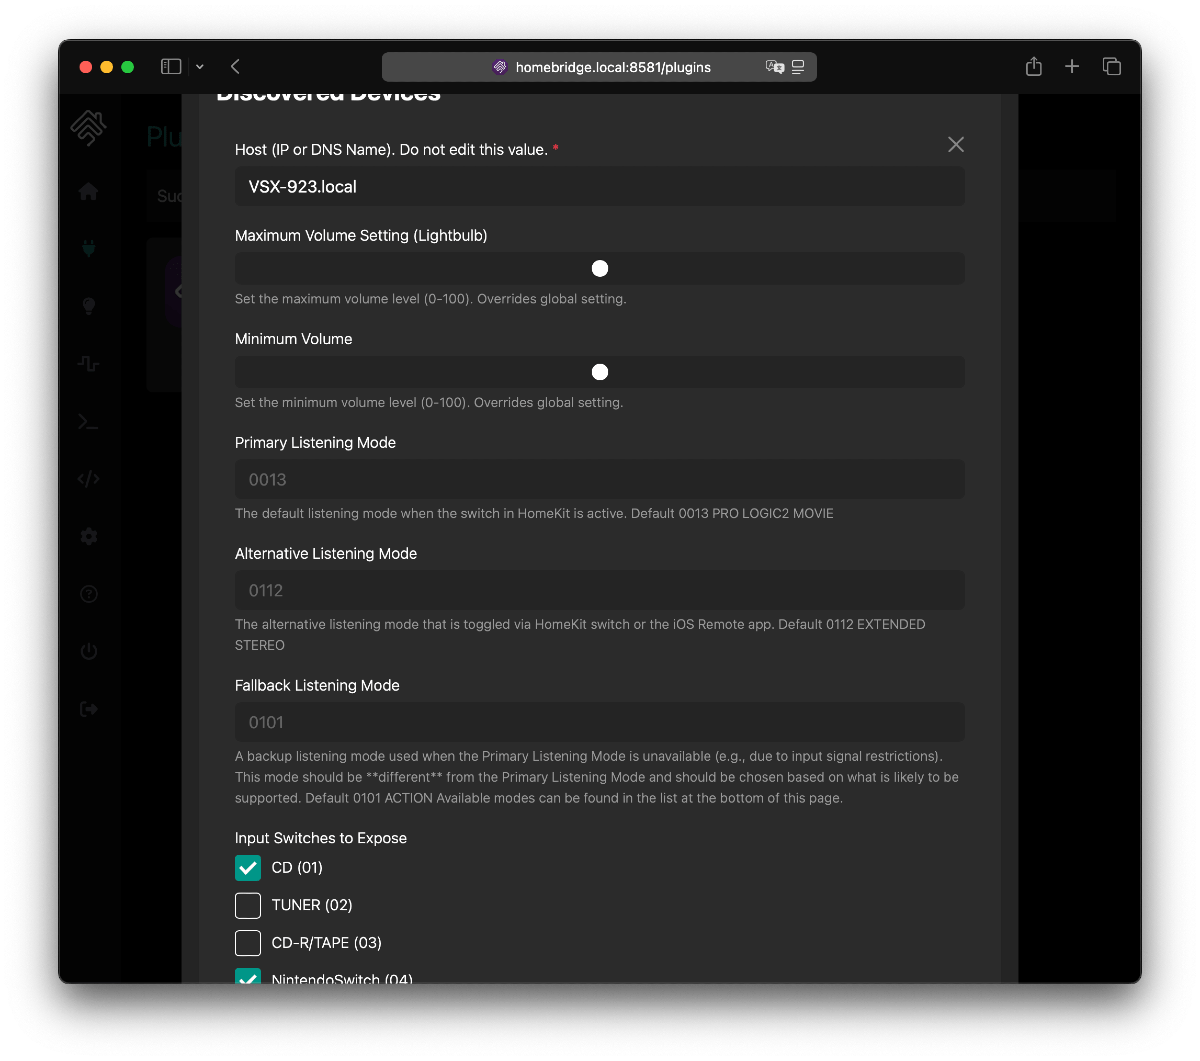 homebridge.local:8581/plugins
Discovered Devices
Plu
Suc
Host (IP or DNS Name). Do not edit this value. *
VSX-923.local
Maximum Volume Setting (Lightbulb)
Set the maximum volume level (0-100). Overrides global setting.
Minimum Volume
Set the minimum volume level (0-100). Overrides global setting.
Primary Listening Mode
0013
The default listening mode when the switch in HomeKit is active. Default 0013 PRO LOGIC2 MOVIE
Alternative Listening Mode
0112
The alternative listening mode that is toggled via HomeKit switch or the iOS Remote app. Default 0112 EXTENDED
STEREO
Fallback Listening Mode
0101
A backup listening mode used when the Primary Listening Mode is unavailable (e.g., due to input signal restrictions).
This mode should be **different** from the Primary Listening Mode and should be chosen based on what is likely to be
supported. Default 0101 ACTION Available modes can be found in the list at the bottom of this page.
Input Switches to Expose
CD (01)
TUNER (02)
CD-R/TAPE (03)
NintendoSwitch (04)